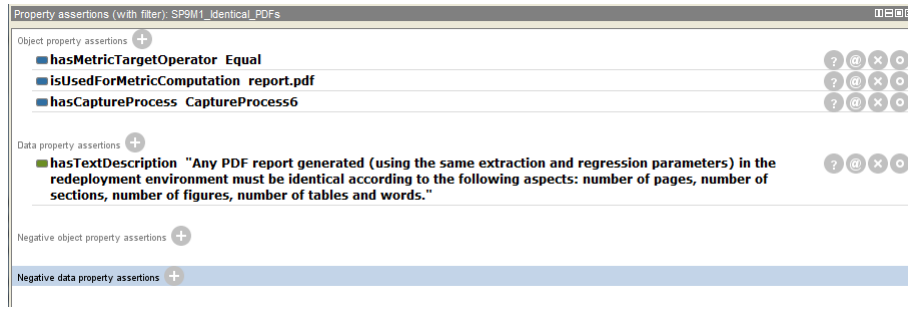 Property assertions (with filter): SP9M1_Identical_PDFs
Object property assertions
hasMetricTargetOperator Equal
isUsedForMetricComputation report.pdf
hasCaptureProcess CaptureProcess6
Data property assertions
hasTextDescription "Any PDF report generated (using the same extraction and regression parameters) in the
redeployment environment must be identical according to the following aspects: number of pages, number of
sections, number of figures, number of tables and words."
Negative object property assertions
Negative data property assertions